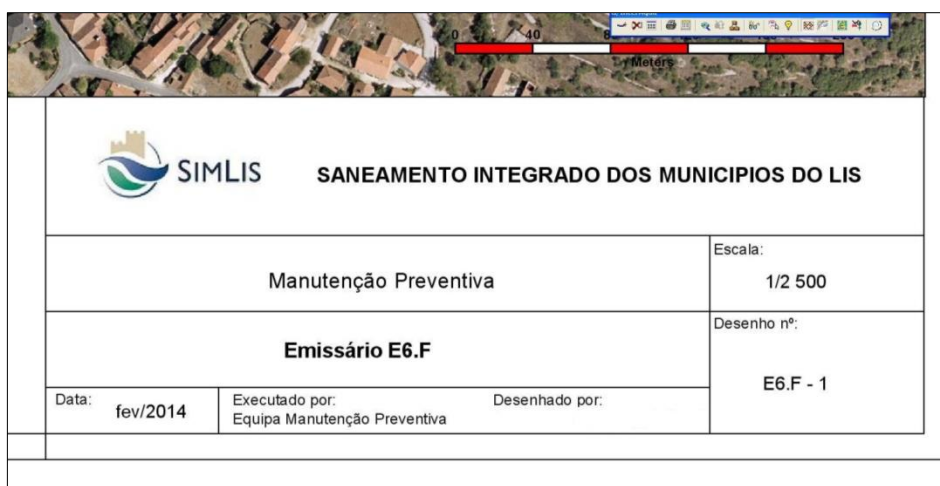 0 40
Meters
SIMLIS
SANEAMENTO INTEGRADO DOS MUNICIPIOS DO LIS
Manutenção Preventiva
Escala:
1/2 500
Emissário E6.F
Desenho nº:
E6.F - 1
Data:
fev/2014
Executado por:
Equipa Manutenção Preventiva
Desenhado por: